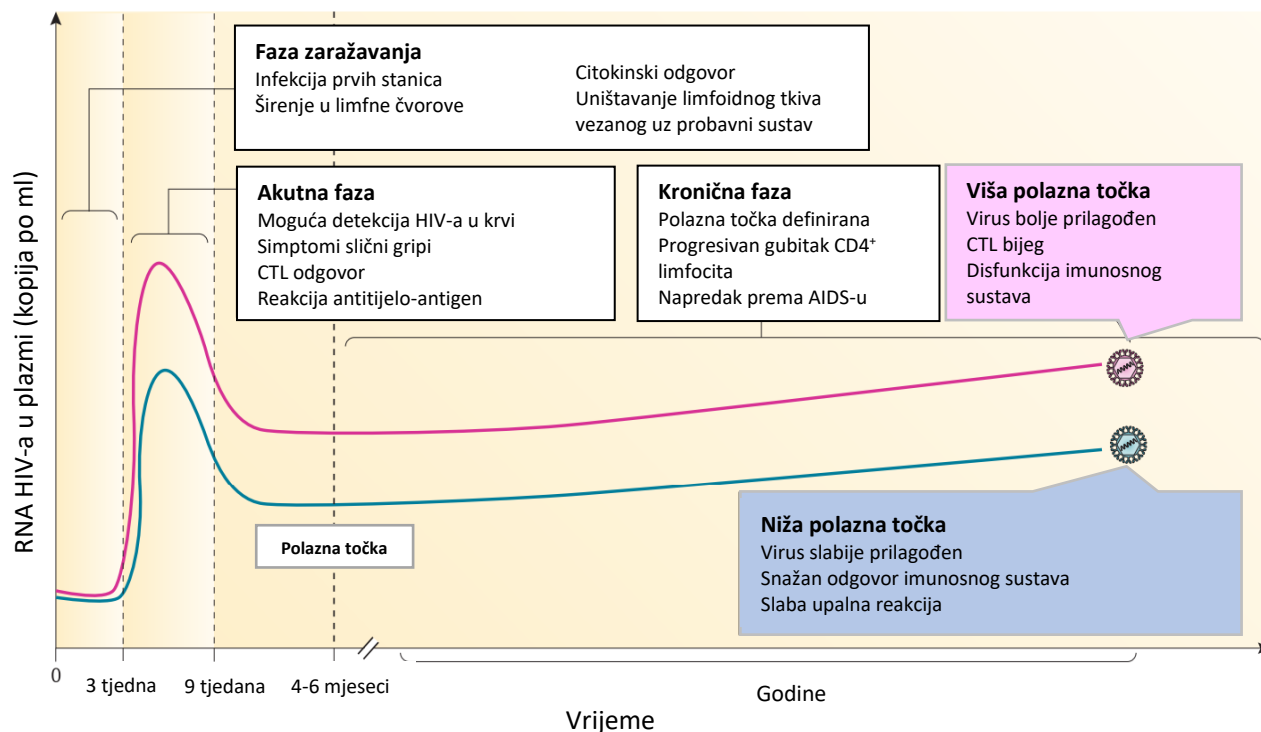 Faza zaražavanja
Infekcija prvih stanica
Širenje u limfne čvorove
Citokinski odgovor
Uništavanje limfoidnog tkiva
vezanog uz probavni sustav
Akutna faza
Moguća detekcija HIV-a u krvi
Simptomi slični gripi
CTL odgovor
Reakcija antitijelo-antigen
Kronična faza
Polazna točka definirana
Progresivan gubitak CD4⁺
limfocita
Napredak prema AIDS-u
Viša polazna točka
Virus bolje prilagođen
CTL bijeg
Disfunkcija imunosnog
sustava
RNA HIV-a u plazmi (kopija po ml)
Polazna točka
Niža polazna točka
Virus slabije prilagođen
Snažan odgovor imunosnog sustava
Slaba upalna reakcija
0
3 tjedna
9 tjedana
4-6 mjeseci
Godine
Vrijeme